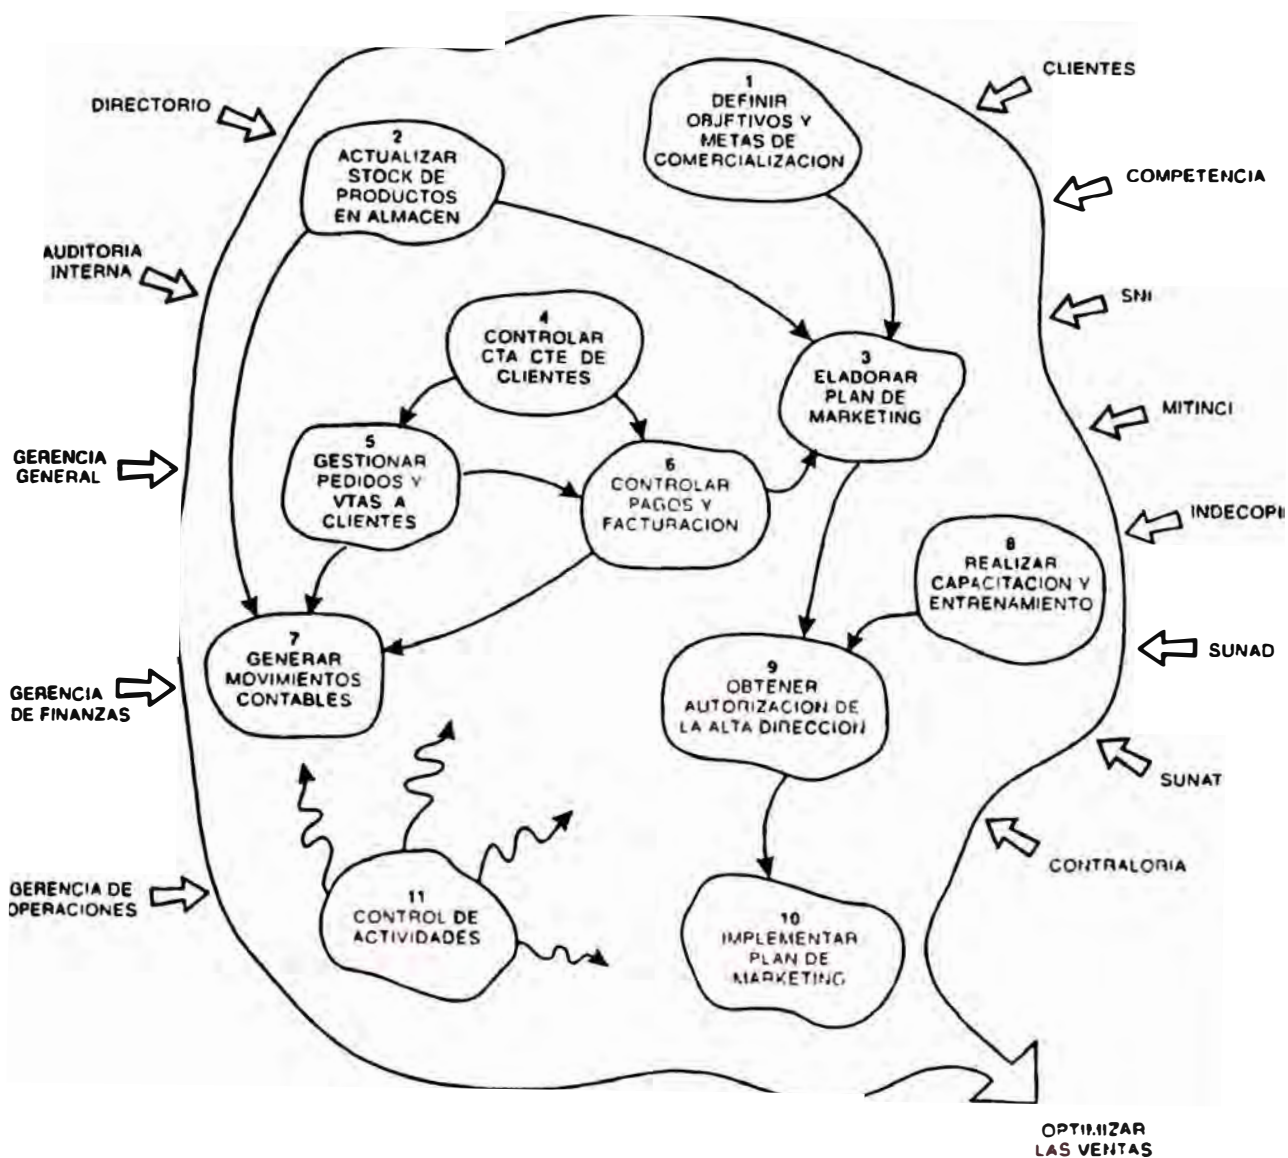 CLIENTES
DIRECTORIO
1
DEFINIR
OBJETIVOS Y
METAS DE
COMERCIALIZACION
2
ACTUALIZAR
STOCK DE
PRODUCTOS
EN ALMACEN
COMPETENCIA
AUDITORIA
INTERNA
SNI
4
CONTROLAR
CTA CTE DE
CLIENTES
3
ELABORAR
PLAN DE
MARKETING
MITINCI
GERENCIA
GENERAL
5
GESTIONAR
PEDIDOS Y
VTAS A
CLIENTES
6
CONTROLAR
PAGOS Y
FACTURACION
INDECOPI
8
REALIZAR
CAPACITACION Y
ENTRENAMIENTO
7
GENERAR
MOVIMIENTOS
CONTABLES
SUNAD
GERENCIA
DE FINANZAS
9
OBTENER
AUTORIZACION DE
LA ALTA DIRECCION
SUNAT
CONTRALORIA
GERENCIA DE
OPERACIONES
11
CONTROL DE
ACTIVIDADES
10
IMPLEMENTAR
PLAN DE
MARKETING
OPTIMIZAR
LAS VENTAS